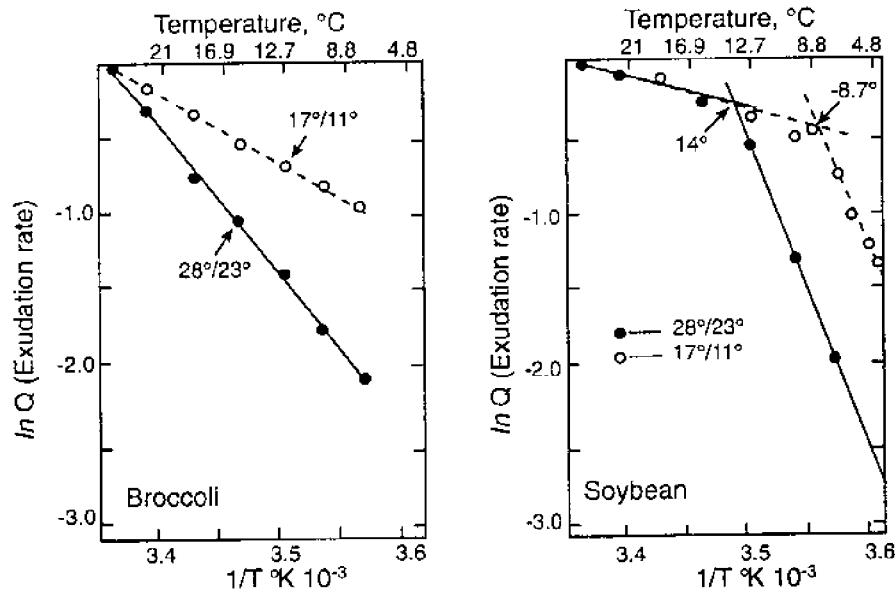 Temperature, °C
21 16.9 12.7 8.8 4.8
17°/11°
28°/23°
-1.0
-2.0
-3.0
ln Q (Exudation rate)
Broccoli
3.4 3.5 3.6
1/T °K 10-3
Temperature, °C
21 16.9 12.7 8.8 4.8
-8.7°
14°
28°/23°
17°/11°
-1.0
-2.0
-3.0
ln Q (Exudation rate)
Soybean
3.4 3.5 3.6
1/T °K 10-3